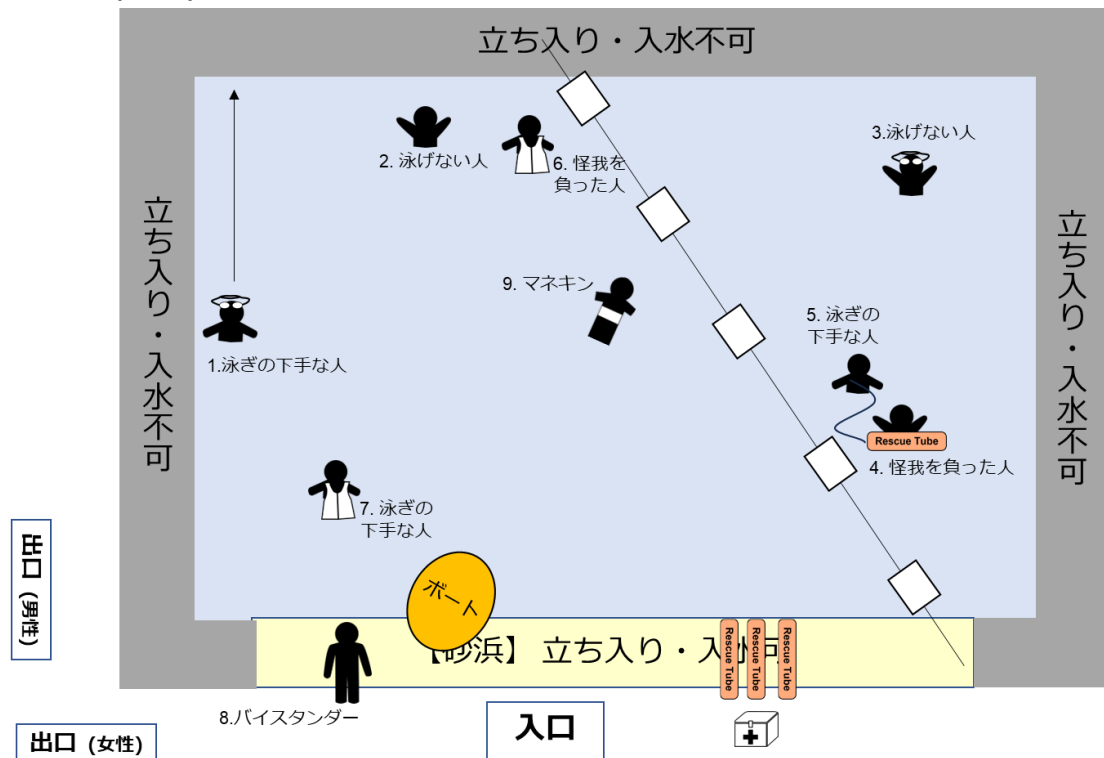 立ち入り・入水不可
2. 泳げない人
6. 怪我を
負った人
3.泳げない人
立ち入り・入水不可
立ち入り・入水不可
9. マネキン
5. 泳ぎの
下手な人
1.泳ぎの下手な人
Rescue Tube
4. 怪我を負った人
7. 泳ぎの
下手な人
出口 (男性)
ボート
【砂浜】 立ち入り・入水可
Rescue Tube
Rescue Tube
Rescue Tube
8.バイスタンダー
入口
出口 (女性)